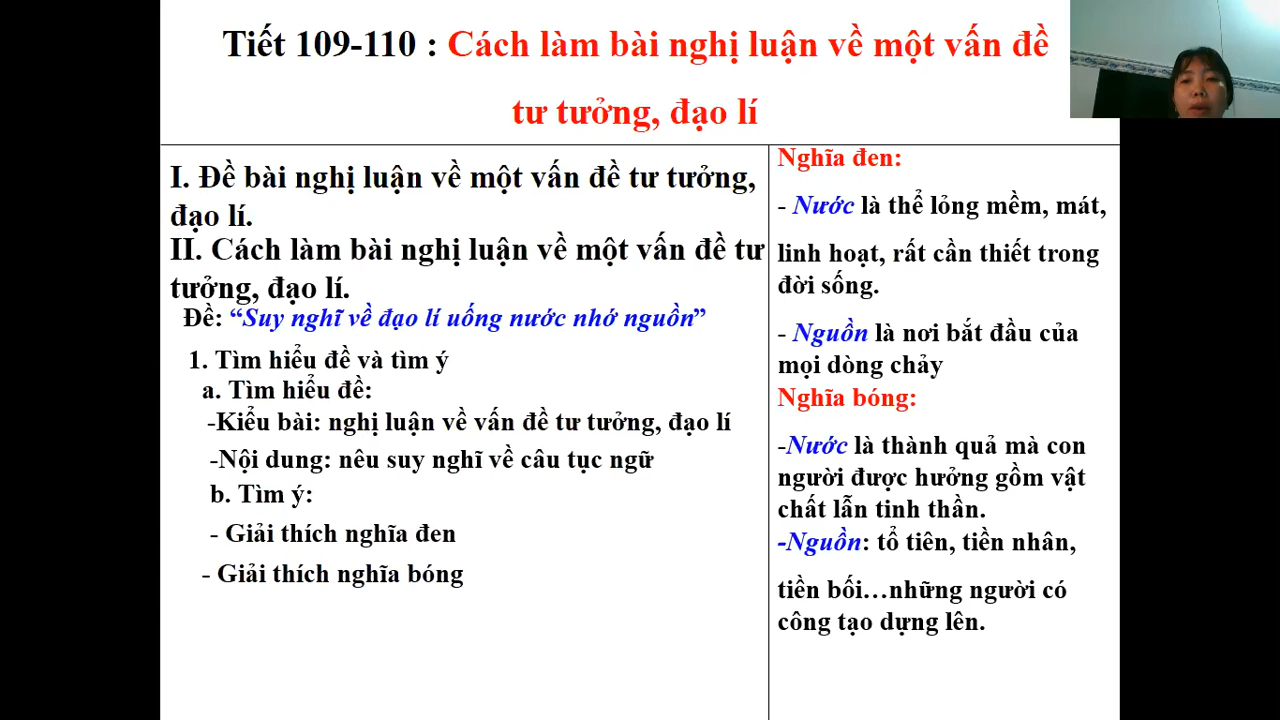 Tiết 109-110 : Cách làm bài nghị luận về một vấn đề
tư tưởng, đạo lí
I. Đề bài nghị luận về một vấn đề tư tưởng,
đạo lí.
II. Cách làm bài nghị luận về một vấn đề tư
tưởng, đạo lí.
Đề: “Suy nghĩ về đạo lí uống nước nhớ nguồn”
1. Tìm hiểu đề và tìm ý
a. Tìm hiểu đề:
-Kiểu bài: nghị luận về vấn đề tư tưởng, đạo lí
-Nội dung: nêu suy nghĩ về câu tục ngữ
b. Tìm ý:
- Giải thích nghĩa đen
- Giải thích nghĩa bóng
Nghĩa đen:
- Nước là thể lỏng mềm, mát,
linh hoạt, rất cần thiết trong
đời sống.
- Nguồn là nơi bắt đầu của
mọi dòng chảy
Nghĩa bóng:
-Nước là thành quả mà con
người được hưởng gồm vật
chất lẫn tinh thần.
-Nguồn: tổ tiên, tiền nhân,
tiền bối…những người có
công tạo dựng lên.